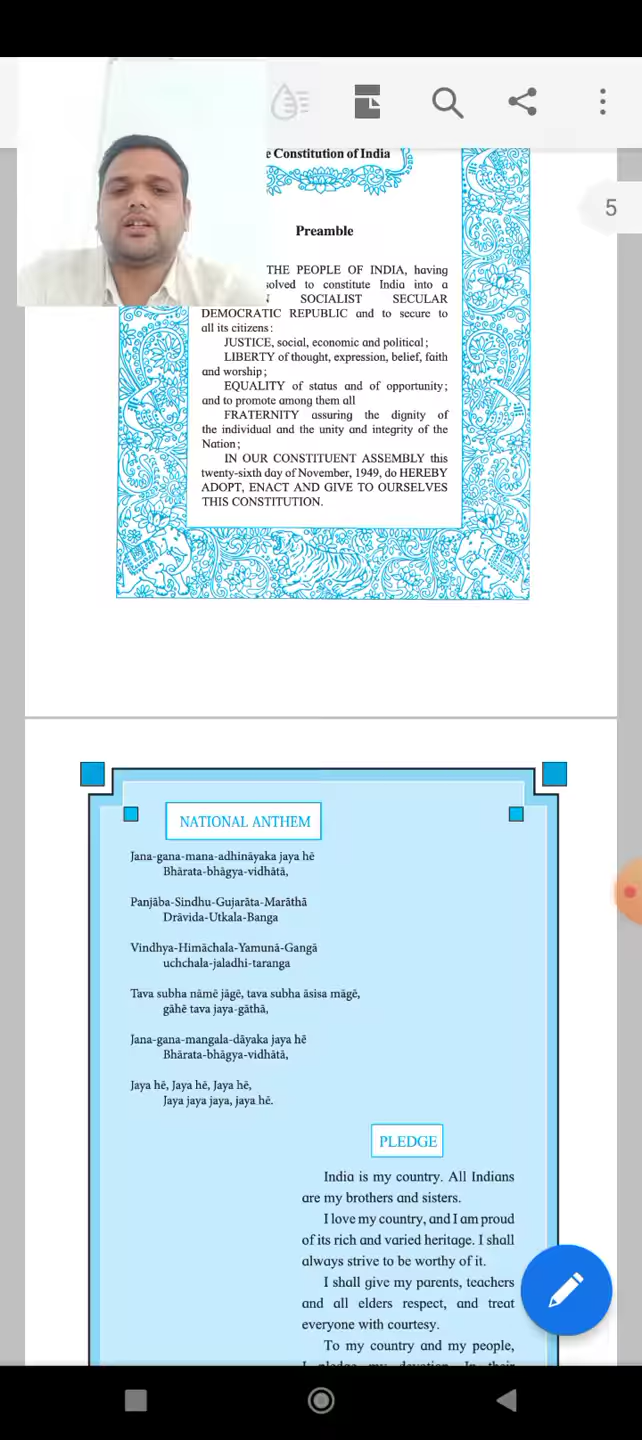 e Constitution of India
5
Preamble
THE PEOPLE OF INDIA, having
solved to constitute India into a
SOCIALIST SECULAR
DEMOCRATIC REPUBLIC and to secure to
all its citizens :
JUSTICE, social, economic and political ;
LIBERTY of thought, expression, belief, faith
and worship ;
EQUALITY of status and of opportunity ;
and to promote among them all
FRATERNITY assuring the dignity of
the individual and the unity and integrity of the
Nation ;
IN OUR CONSTITUENT ASSEMBLY this
twenty-sixth day of November, 1949, do HEREBY
ADOPT, ENACT AND GIVE TO OURSELVES
THIS CONSTITUTION.
NATIONAL ANTHEM
Jana-gana-mana-adhināyaka jaya hē
Bhārata-bhāgya-vidhātā,
Panjāba-Sindhu-Gujarāta-Marāthā
Drāvida-Utkala-Banga
Vindhya-Himāchala-Yamunā-Gangā
uchchala-jaladhi-taranga
Tava subha nāmē jāgē, tava subha āsisa māgē,
gāhē tava jaya-gāthā,
Jana-gana-mangala-dāyaka jaya hē
Bhārata-bhāgya-vidhātā,
Jaya hē, Jaya hē, Jaya hē,
Jaya jaya jaya, jaya hē.
PLEDGE
India is my country. All Indians
are my brothers and sisters.
I love my country, and I am proud
of its rich and varied heritage. I shall
always strive to be worthy of it.
I shall give my parents, teachers
and all elders respect, and treat
everyone with courtesy.
To my country and my people,
I pledge my devotion. In their